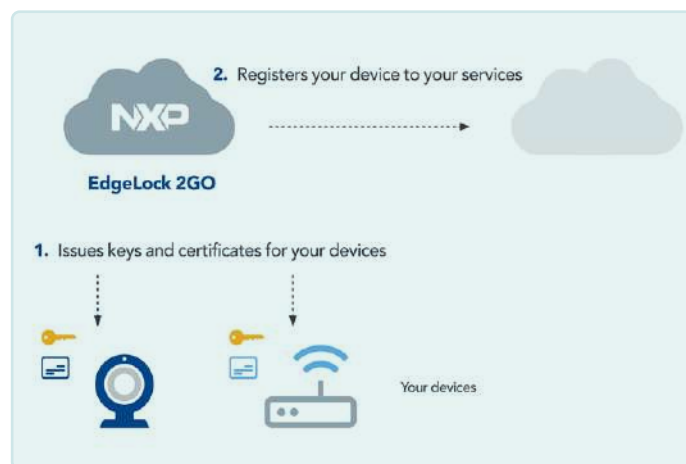 2. Registers your device to your services
NXP
EdgeLock 2GO
1. Issues keys and certificates for your devices
Your devices